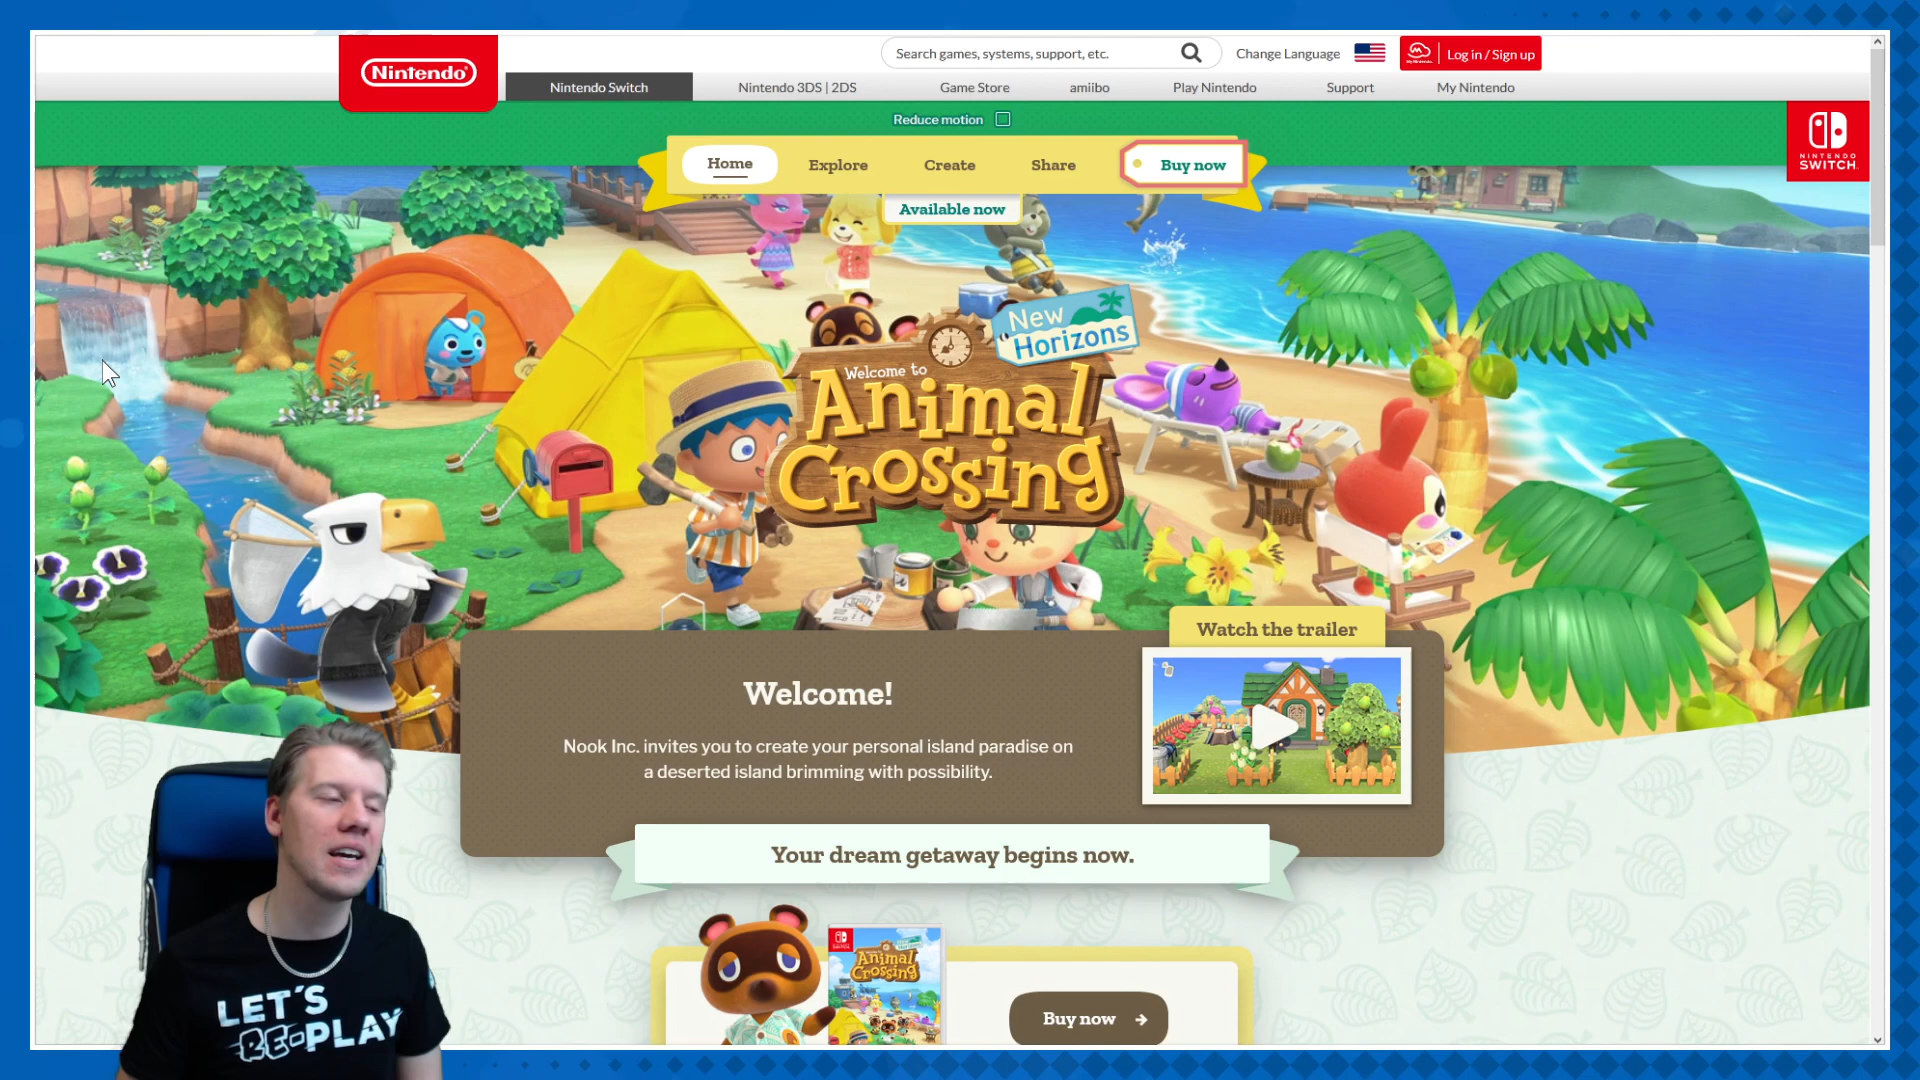 Nintendo
Search games, systems, support, etc.
Change Language
My Nintendo
Log in / Sign up
Nintendo Switch
Nintendo 3DS | 2DS
Game Store
amiibo
Play Nintendo
Support
My Nintendo
Reduce motion
NINTENDO
SWITCH
Home
Explore
Create
Share
Buy now
Available now
New
Horizons
Welcome to
Animal
Crossing
Watch the trailer
Welcome!
Nook Inc. invites you to create your personal island paradise on
a deserted island brimming with possibility.
Your dream getaway begins now.
Animal
Crossing
Buy now
LET'S
RE-PLAY